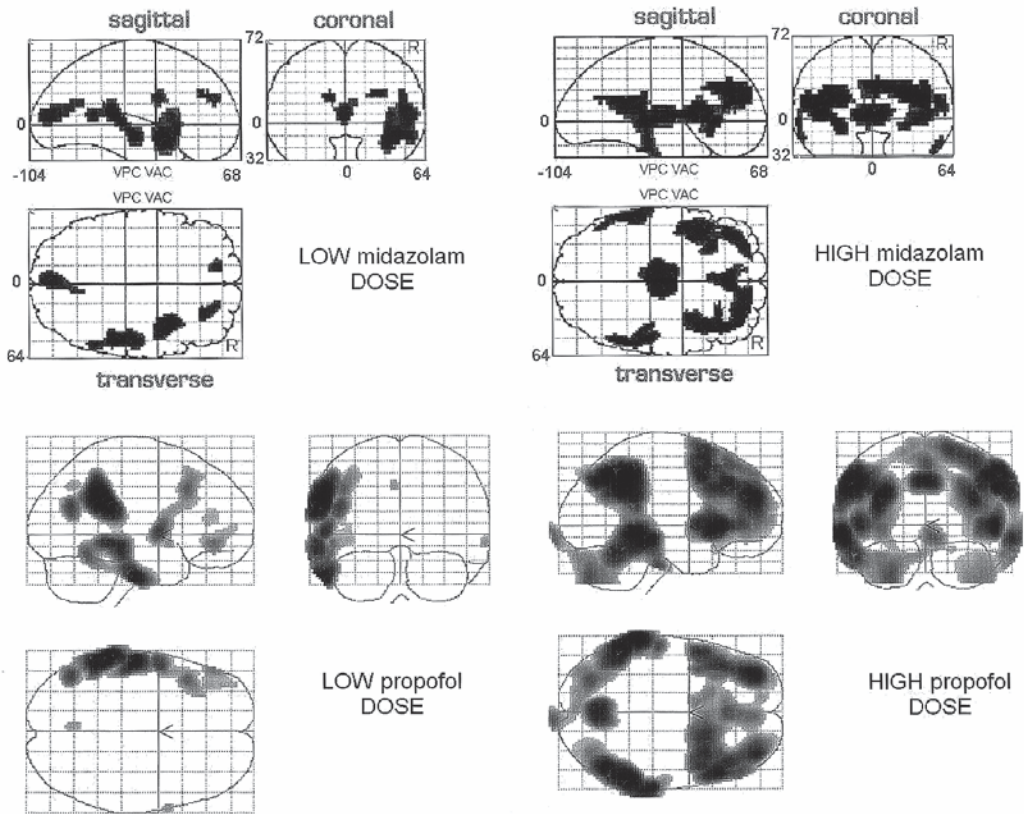 sagittal
coronal
72
R
0
0
32
-104
VPC VAC
68
0
64
VPC VAC
0
64
R
transverse
LOW midazolam
DOSE
sagittal
coronal
72
R
0
0
32
-104
VPC VAC
68
0
64
VPC VAC
0
64
R
transverse
HIGH midazolam
DOSE
LOW propofol
DOSE
HIGH propofol
DOSE